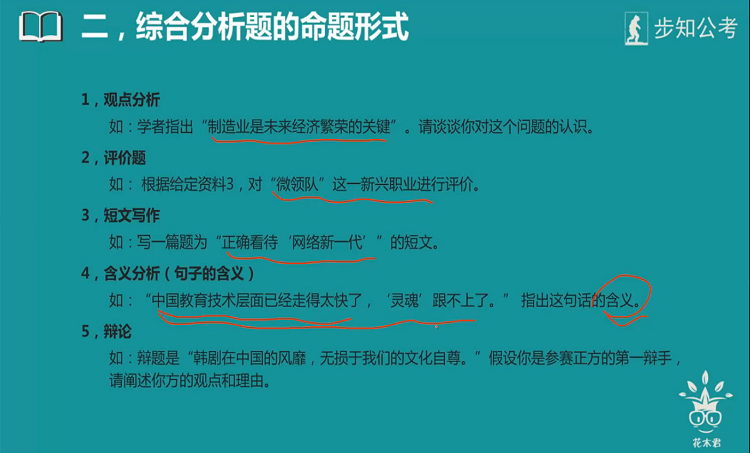 二，综合分析题的命题形式
步知公考
1，观点分析
如：学者指出“制造业是未来经济繁荣的关键”。请谈谈你对这个问题的认识。
2，评价题
如： 根据给定资料3，对“微领队”这一新兴职业进行评价。
3，短文写作
如：写一篇题为“正确看待‘网络新一代’”的短文。
4，含义分析（句子的含义）
如：“中国教育技术层面已经走得太快了，‘灵魂’跟不上了。” 指出这句话的含义。
5，辩论
如：辩题是“韩剧在中国的风靡，无损于我们的文化自尊。”假设你是参赛正方的第一辩手，
请阐述你方的观点和理由。
花木君